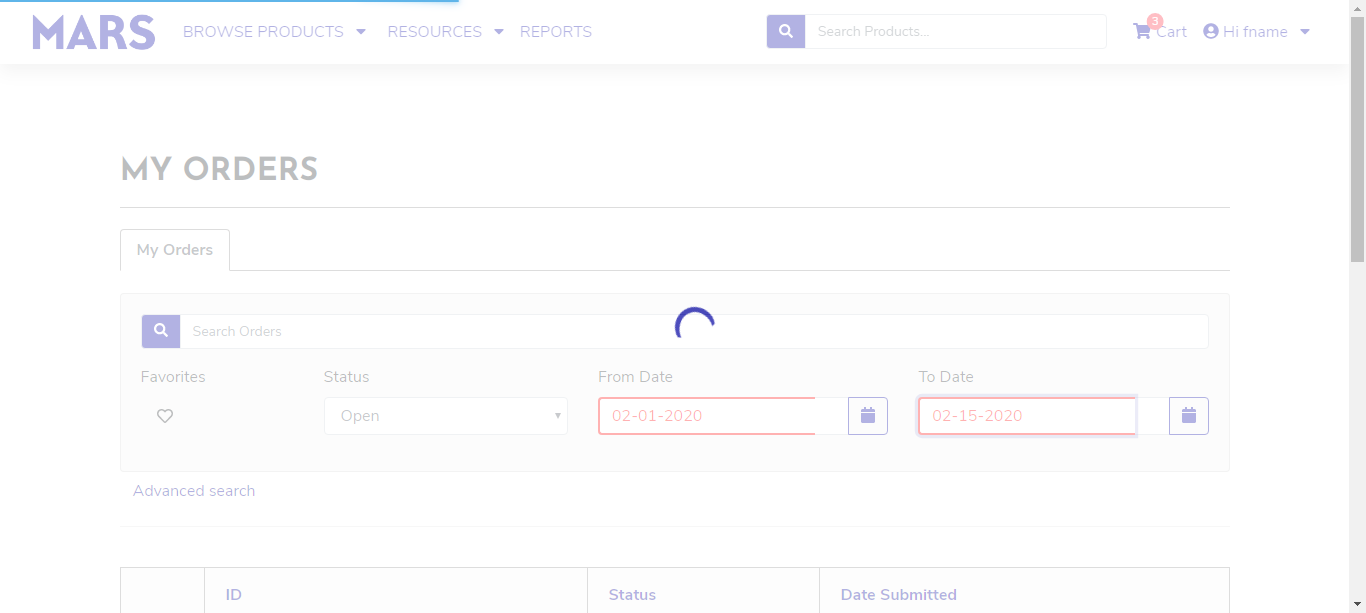 MARS BROWSE PRODUCTS RESOURCES REPORTS Search Products... 3 Cart Hi fname
MY ORDERS
My Orders
Search Orders
Favorites Status From Date To Date
Open 02-01-2020 02-15-2020
Advanced search
ID Status Date Submitted